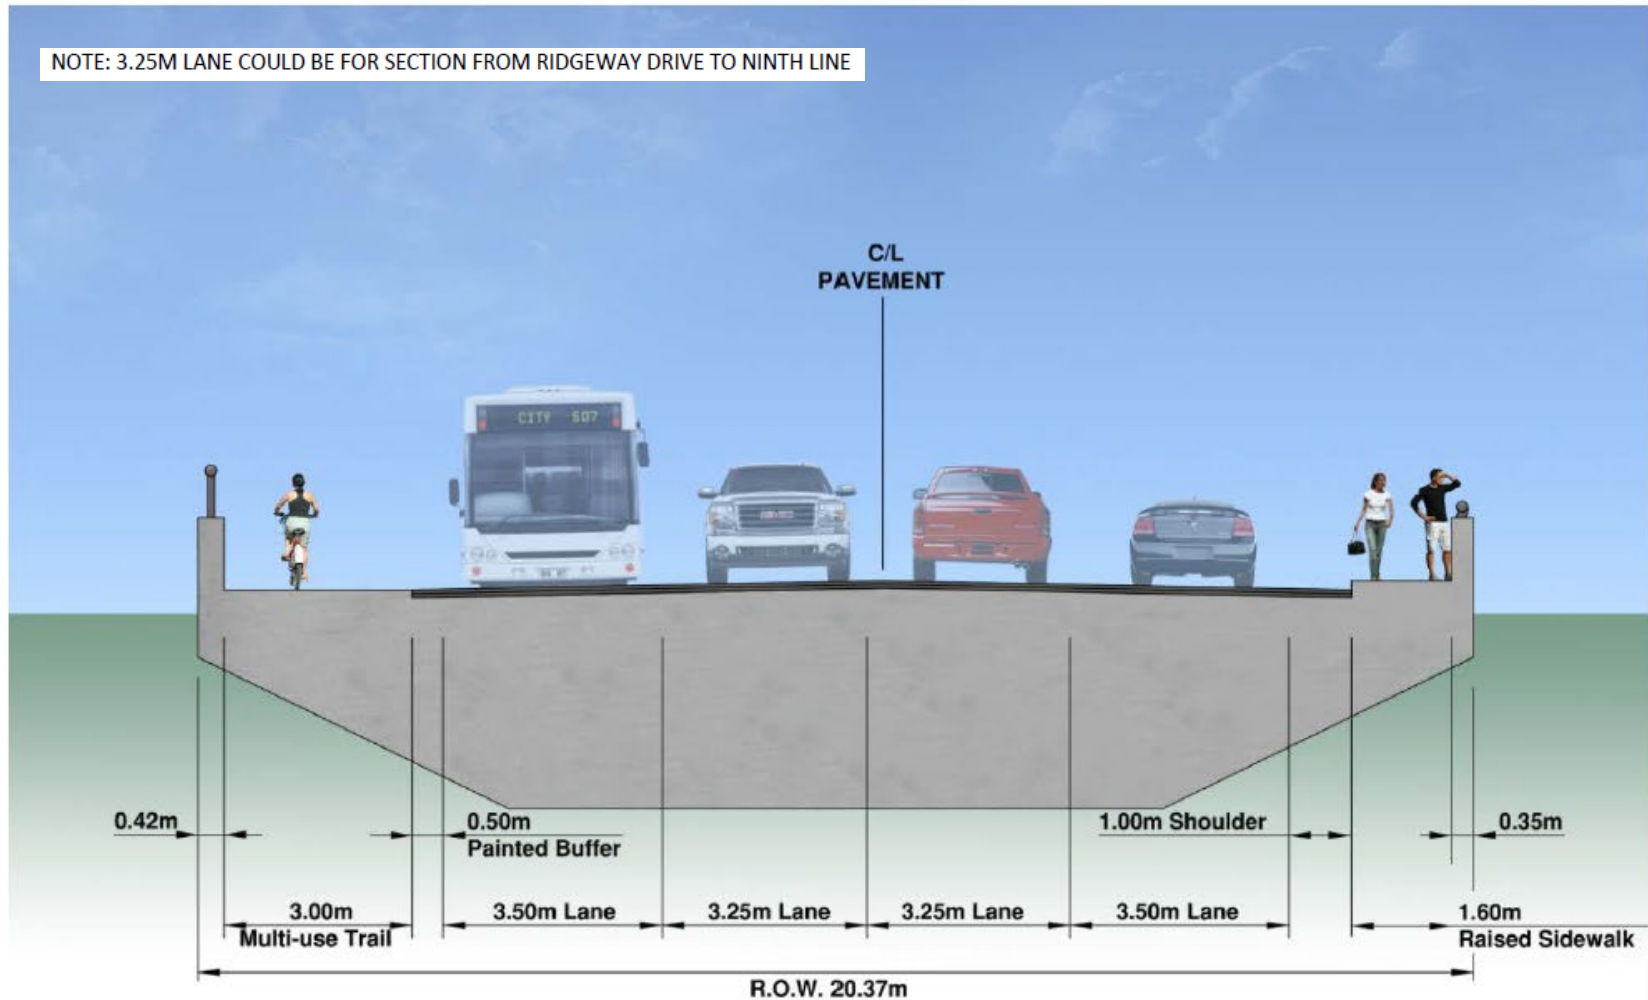 NOTE: 3.25M LANE COULD BE FOR SECTION FROM RIDGEWAY DRIVE TO NINTH LINE
C/L
PAVEMENT
CITY 507
GMC
0.42m
0.50m
Painted Buffer
1.00m Shoulder
0.35m
3.00m
Multi-use Trail
3.50m Lane
3.25m Lane
3.25m Lane
3.50m Lane
1.60m
Raised Sidewalk
R.O.W. 20.37m